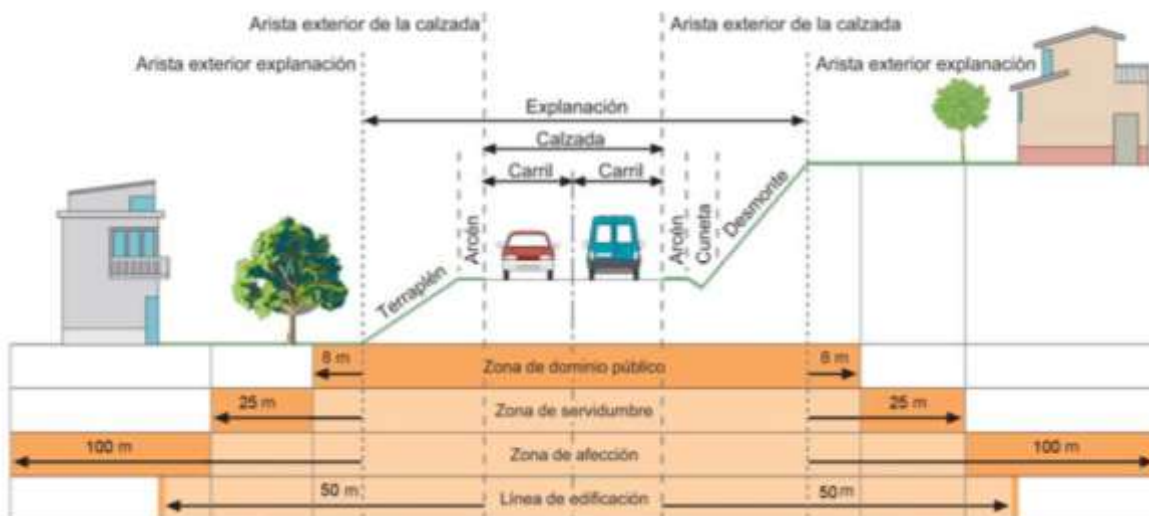 Arista exterior de la calzada
Arista exterior de la calzada
Arista exterior explanación
Arista exterior explanación
Explanación
Calzada
Carril
Carril
Terraplén
Arcén
Arcén
Cuneta
Desmonte
8 m
Zona de dominio público
8 m
25 m
Zona de servidumbre
25 m
100 m
Zona de afección
100 m
50 m
Línea de edificación
50 m